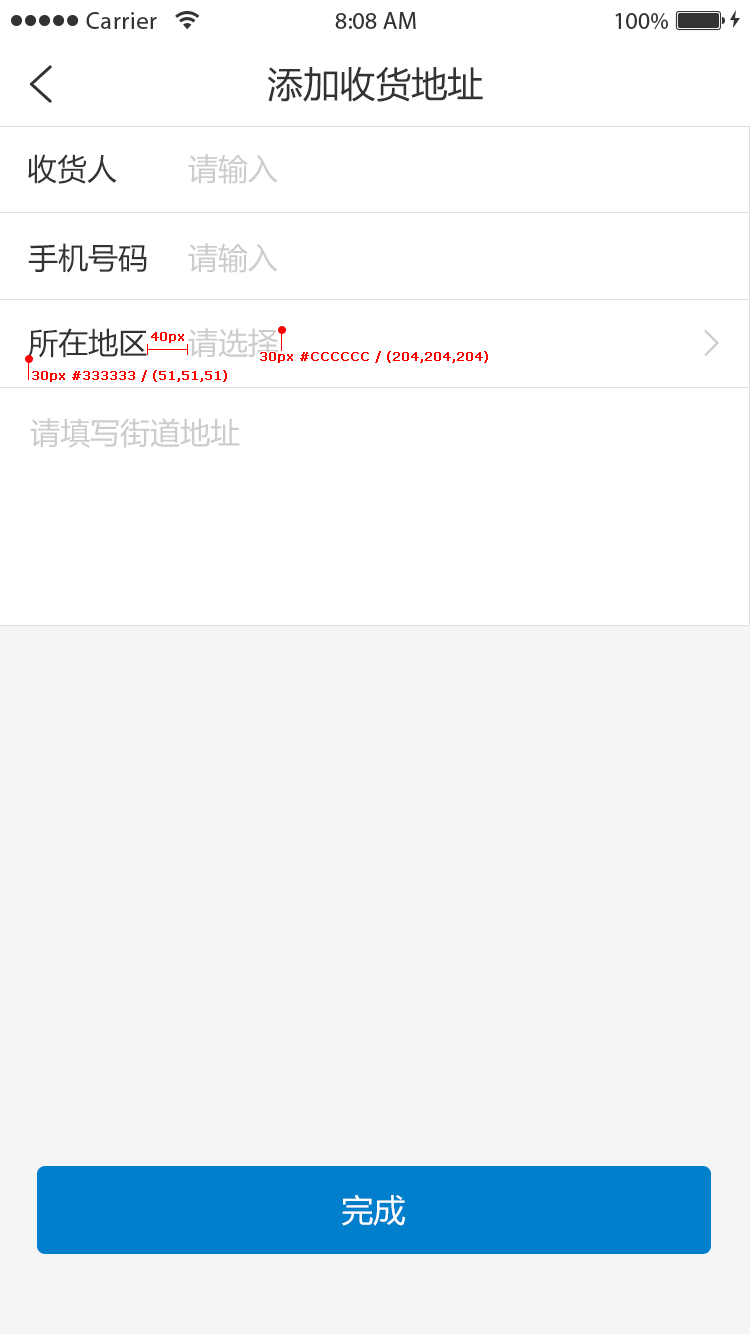 Carrier 8:08 AM 100%
添加收货地址
收货人 请输入
手机号码 请输入
所在地区 40px 请选择
30px #CCCCCC / (204,204,204)
30px #333333 / (51,51,51)
请填写街道地址
完成